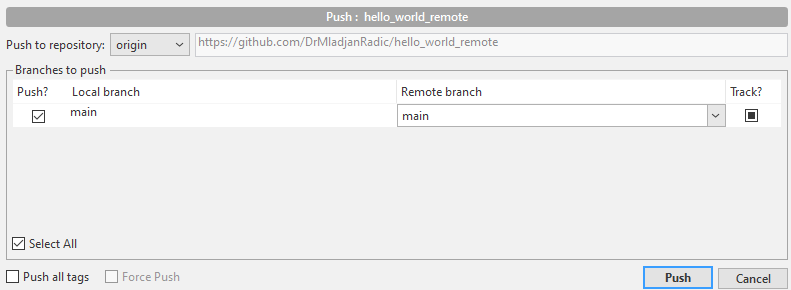 Push : hello_world_remote
Push to repository: origin https://github.com/DrMladjanRadic/hello_world_remote
Branches to push
Push? Local branch Remote branch Track?
main main
Select All
Push all tags Force Push Push Cancel